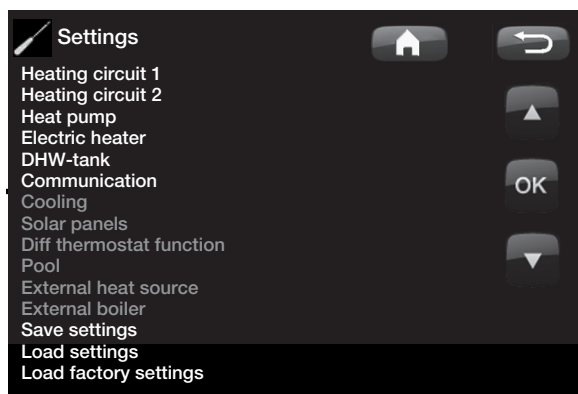 Settings
Heating circuit 1
Heating circuit 2
Heat pump
Electric heater
DHW-tank
Communication
Cooling
Solar panels
Diff thermostat function
Pool
External heat source
External boiler
Save settings
Load settings
Load factory settings
OK